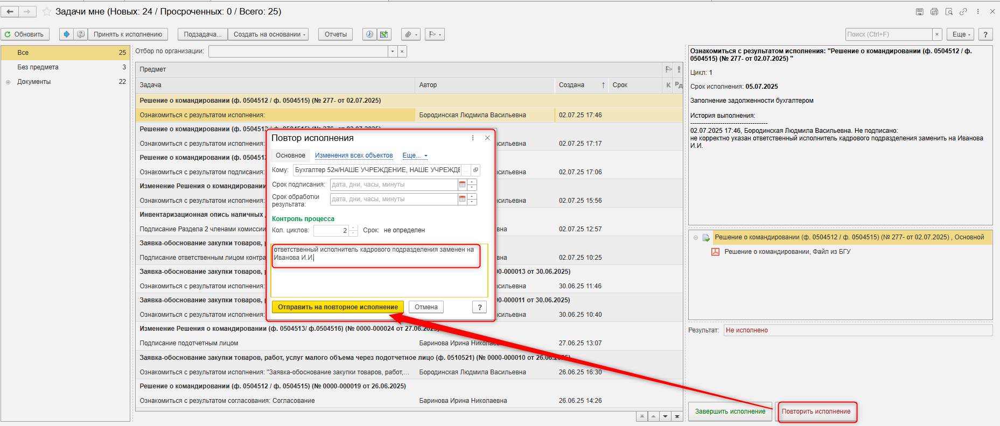 Задачи мне (Новых: 24 / Просроченных: 0 / Всего: 25)
Обновить
Принять к исполнению
Подзадача...
Создать на основании
Отчеты
Поиск (Ctrl+F)
×
Еще
?
Все 25
Без предмета 3
Документы 22
Отбор по организации:
Предмет
Задача Автор Создана ↑ Срок К Рд
Решение о командировании (ф. 0504512 / ф. 0504515) (№ 277- от 02.07.2025)
Ознакомиться с результатом исполнения: Бородинская Людмила Васильевна 02.07.25 17:46
Решение о командировании (ф. 0504512
Ознакомиться с результатом исполнения: сильевна 02.07.25 17:17
Решение о командировании (ф. 04512
Ознакомиться с результатом подписания: сильевна 02.07.25 17:06
Изменение Решения о командировании
Ознакомиться с результатом исполнения: сильевна 02.07.25 15:56
Инвентаризационная опись наличных
Подписание Раздела 2 членами комиссии вна 02.07.25 12:57
Заявка-обоснование закупки товаров,
Подписание ответственным лицом контра вна 02.07.25 10:25
Заявка-обоснование закупки товаров, 00-000013 от 30.06.2025)
Ознакомиться с результатом исполнения: сильевна 30.06.25 11:46
Заявка-обоснование закупки товаров, 00-000011 от 30.06.2025)
Ознакомиться с результатом исполнения: сильевна 30.06.25 10:40
Изменение Решения о командировании (ф. 0504513/ ф.0504516) (№ 0000-000024 от 27.06.2025)
Подписание подотчетным лицом Баринова Ирина Николаевна 27.06.25 13:07
Заявка-обоснование закупки товаров, работ, услуг малого объема через подотчетное лицо (ф. 0510521) (№ 0000-000010 от 26.06.2025)
Ознакомиться с результатом исполнения: "Заявка-обоснование закупки товаров, работ,... Бородинская Людмила Васильевна 26.06.25 16:30
Решение о командировании (ф. 0504512 / ф. 0504515) (№ 0000-000019 от 26.06.2025)
Ознакомиться с результатом согласования: Согласование Баринова Ирина Николаевна 26.06.25 14:26
Повтор исполнения
Основное Изменения всех объектов Еще...
Кому: Бухгалтер 52н/НАШЕ УЧРЕЖДЕНИЕ, НАШЕ УЧРЕЖДЕ ...
Срок подписания: дата, дни, часы, минуты
Срок обработки
результата: дата, дни, часы, минуты
Контроль процесса
Кол. циклов: 2 Срок: не определен
ответственный исполнитель кадрового подразделения заменен на
Иванова И.И.
Отправить на повторное исполнение Отмена ?
Ознакомиться с результатом исполнения: "Решение о командировании (ф. 0504512 / ф.
0504515) (№ 277- от 02.07.2025) "
Цикл: 1
Срок исполнения: 05.07.2025
Заполнение задолженности бухгалтером
История выполнения:
------------------------------------
02.07.2025 17:46, Бородинская Людмила Васильевна. Не подписано:
не корректно указан ответственный исполнитель кадрового подразделения заменить на Иванова
И.И.
Решение о командировании (ф. 0504512 / ф. 0504515) (№ 277- от 02.07.2025) , Основной
Решение о командировании, Файл из БГУ
Результат: Не исполнено
Завершить исполнение Повторить исполнение